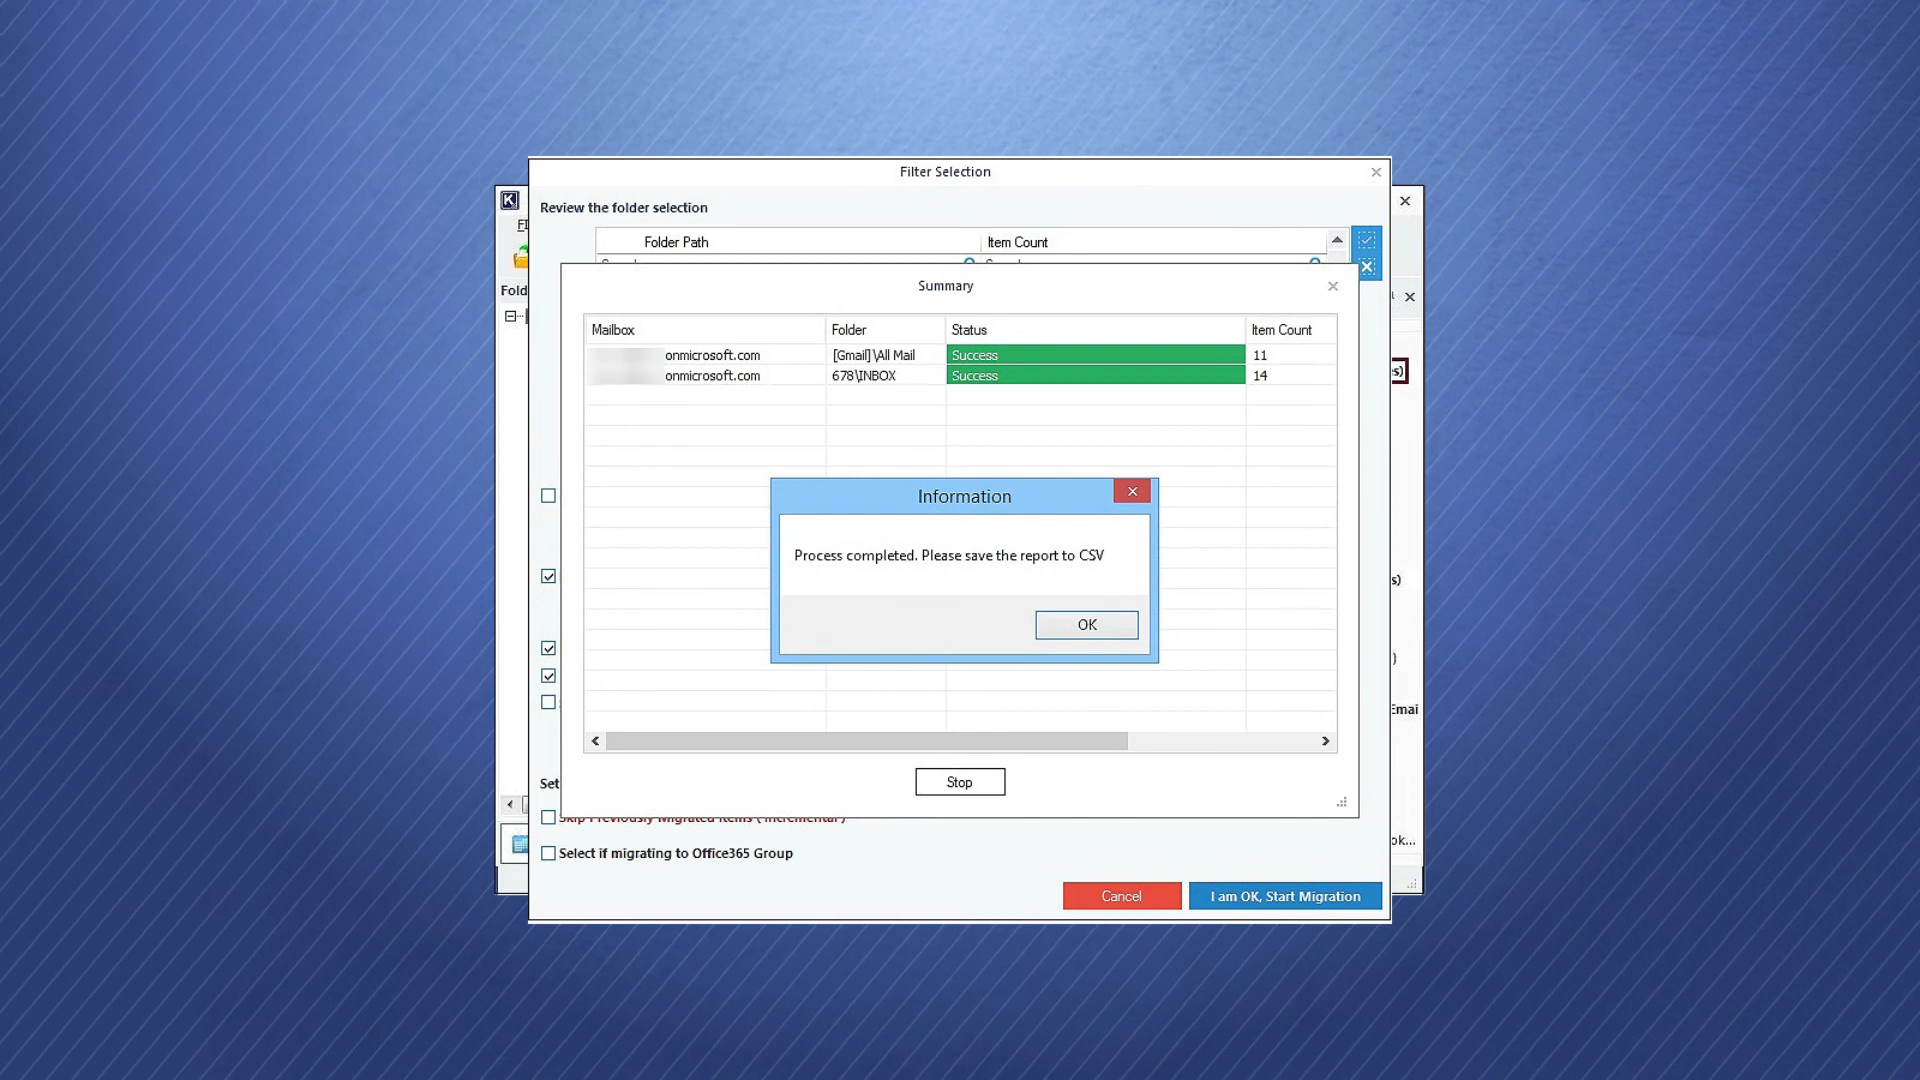 Filter Selection
Review the folder selection
Folder Path Item Count
Fold
Summary
Mailbox Folder Status Item Count
onmicrosoft.com [Gmail]\All Mail Success 11
onmicrosoft.com 678\INBOX Success 14
s)
Information
Process completed. Please save the report to CSV
s)
OK
)
Emai
Stop
Set
Skip Previously Migrated Items ( Incremental )
ok...
Select if migrating to Office365 Group
Cancel I am OK, Start Migration